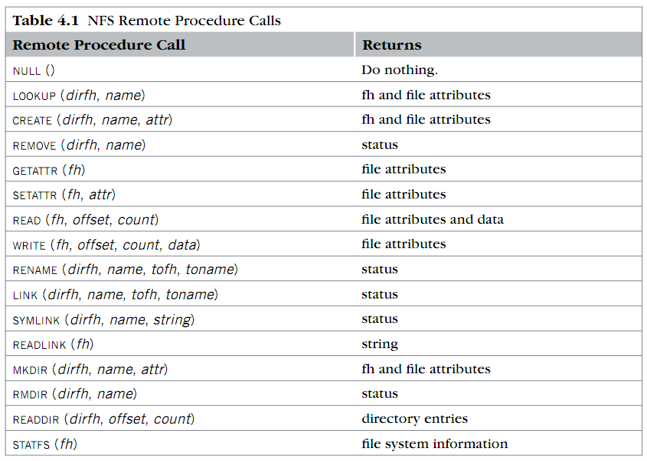 Table 4.1 NFS Remote Procedure Calls
Remote Procedure Call Returns
NULL () Do nothing.
LOOKUP (dirfh, name) fh and file attributes
CREATE (dirfh, name, attr) fh and file attributes
REMOVE (dirfh, name) status
GETATTR (fh) file attributes
SETATTR (fh, attr) file attributes
READ (fh, offset, count) file attributes and data
WRITE (fh, offset, count, data) file attributes
RENAME (dirfh, name, tofh, toname) status
LINK (dirfh, name, tofh, toname) status
SYMLINK (dirfh, name, string) status
READLINK (fh) string
MKDIR (dirfh, name, attr) fh and file attributes
RMDIR (dirfh, name) status
READDIR (dirfh, offset, count) directory entries
STATFS (fh) file system information